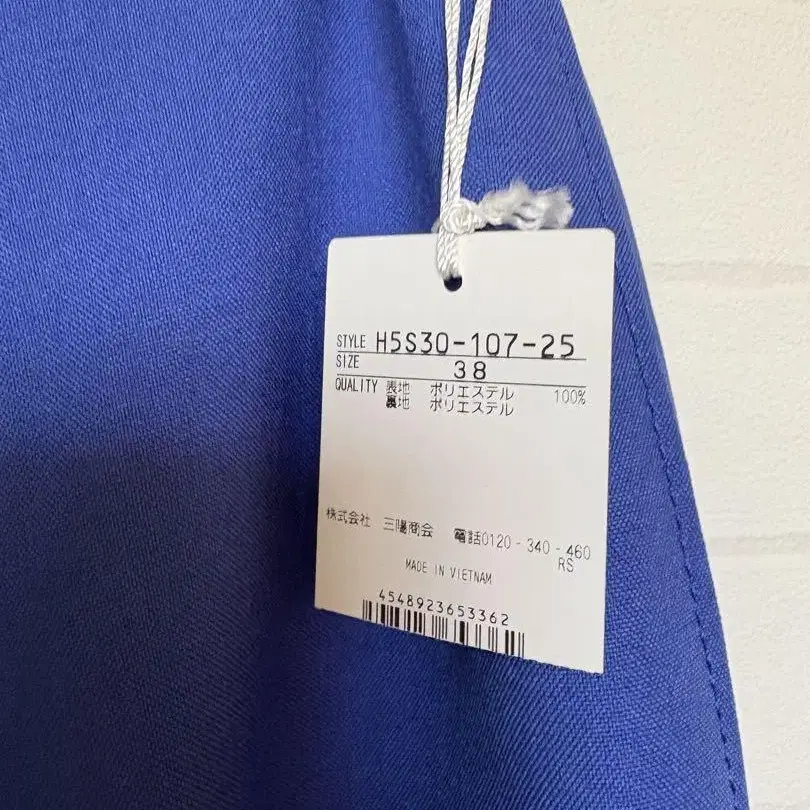 STYLE H5S30-107-25
SIZE 38
QUALITY 表地 ポリエステル 100%
裏地 ポリエステル
株式会社 三陽商会 電話0120-340-460
RS
MADE IN VIETNAM
4548923653362